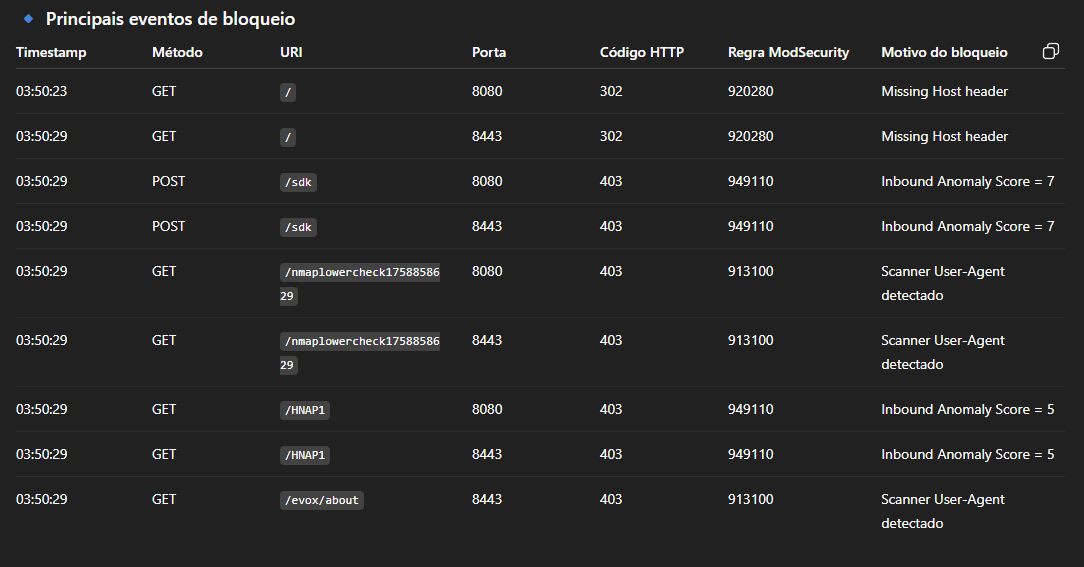 Principais eventos de bloqueio
Timestamp Método URI Porta Código HTTP Regra ModSecurity Motivo do bloqueio
03:50:23 GET / 8080 302 920280 Missing Host header
03:50:29 GET / 8443 302 920280 Missing Host header
03:50:29 POST /sdk 8080 403 949110 Inbound Anomaly Score = 7
03:50:29 POST /sdk 8443 403 949110 Inbound Anomaly Score = 7
03:50:29 GET /nmaplowercheck17588586 8080 403 913100 Scanner User-Agent
29 detectado
03:50:29 GET /nmaplowercheck17588586 8443 403 913100 Scanner User-Agent
29 detectado
03:50:29 GET /HNAP1 8080 403 949110 Inbound Anomaly Score = 5
03:50:29 GET /HNAP1 8443 403 949110 Inbound Anomaly Score = 5
03:50:29 GET /evox/about 8443 403 913100 Scanner User-Agent
detectado